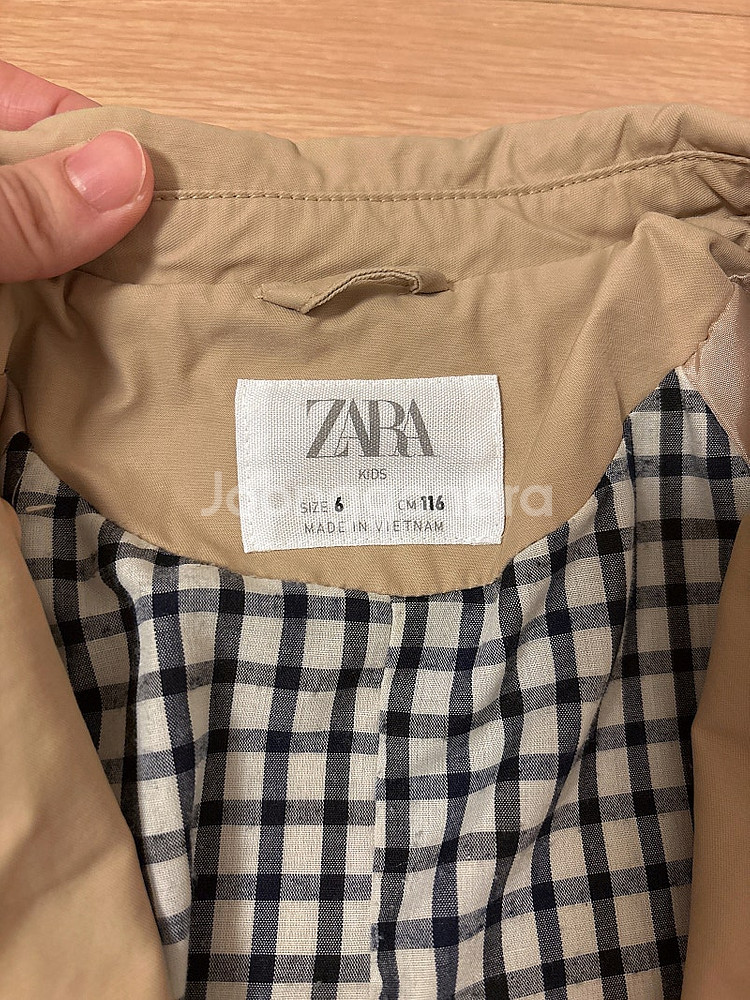 ZARA
KIDS
SIZE 6 CM 116
MADE IN VIETNAM